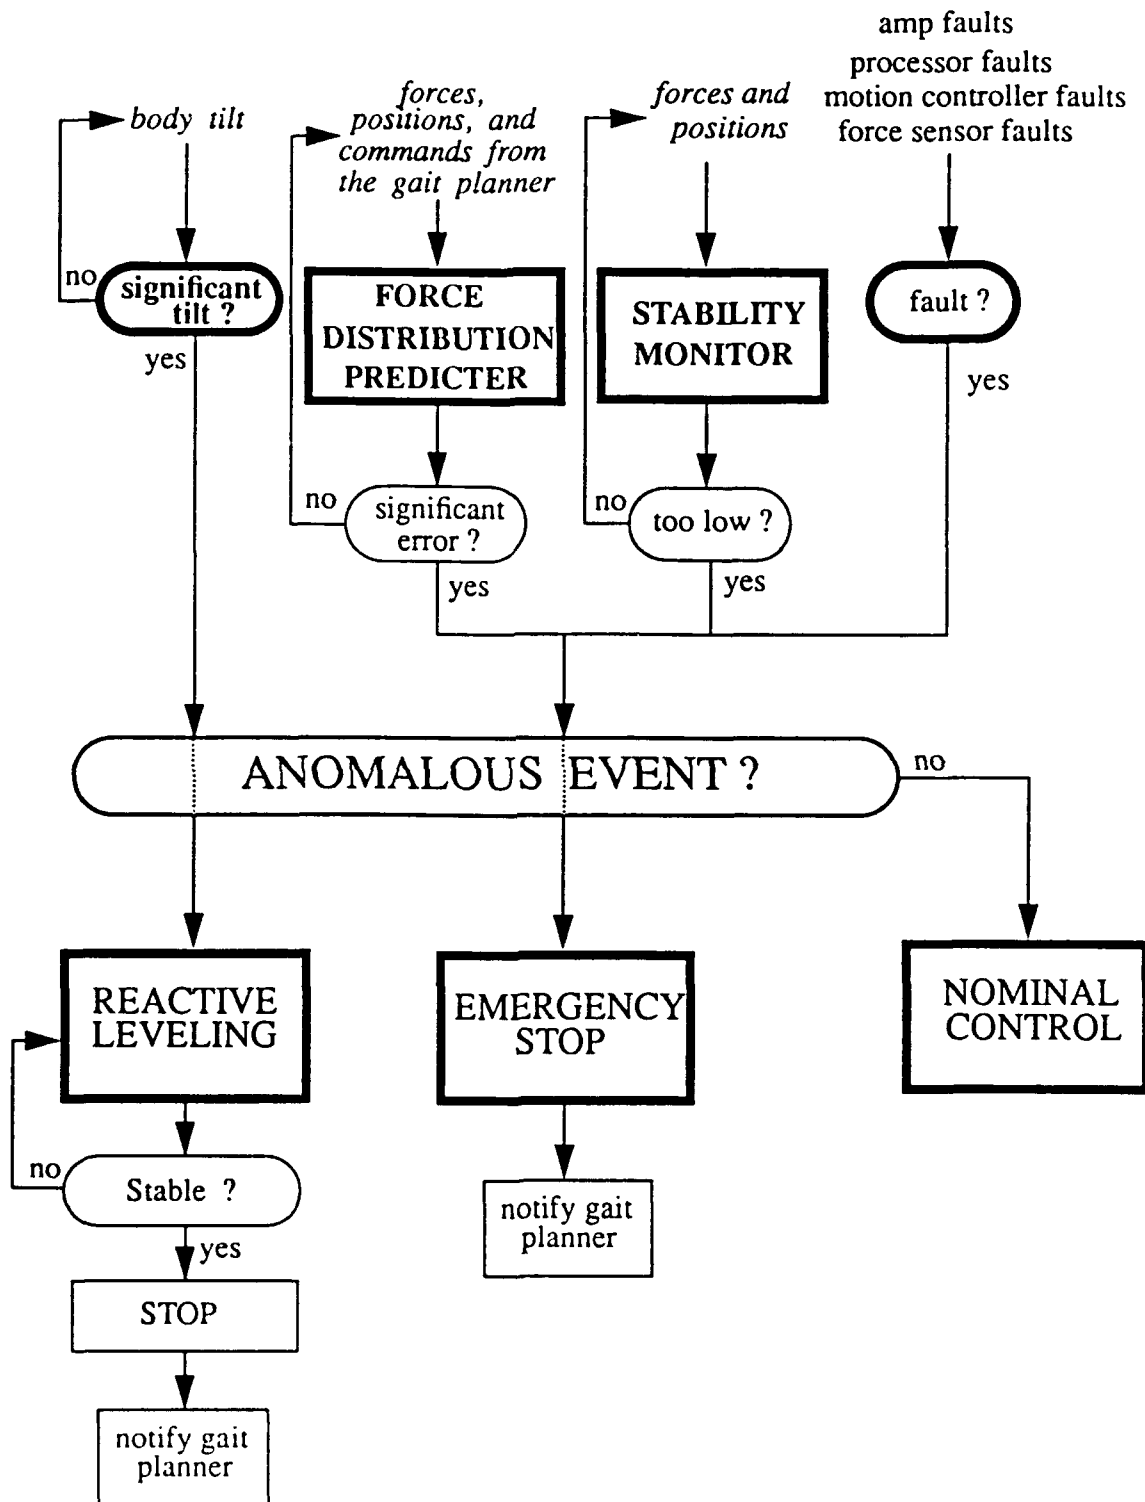 amp faults
processor faults
motion controller faults
force sensor faults
body tilt
forces,
positions, and
commands from
the gait planner
forces and
positions
no
significant
tilt ?
yes
FORCE
DISTRIBUTION
PREDICTER
STABILITY
MONITOR
fault ?
yes
no
significant
error ?
yes
no
too low ?
yes
ANOMALOUS EVENT ?
no
REACTIVE
LEVELING
EMERGENCY
STOP
NOMINAL
CONTROL
no
Stable ?
yes
STOP
notify gait
planner
notify gait
planner